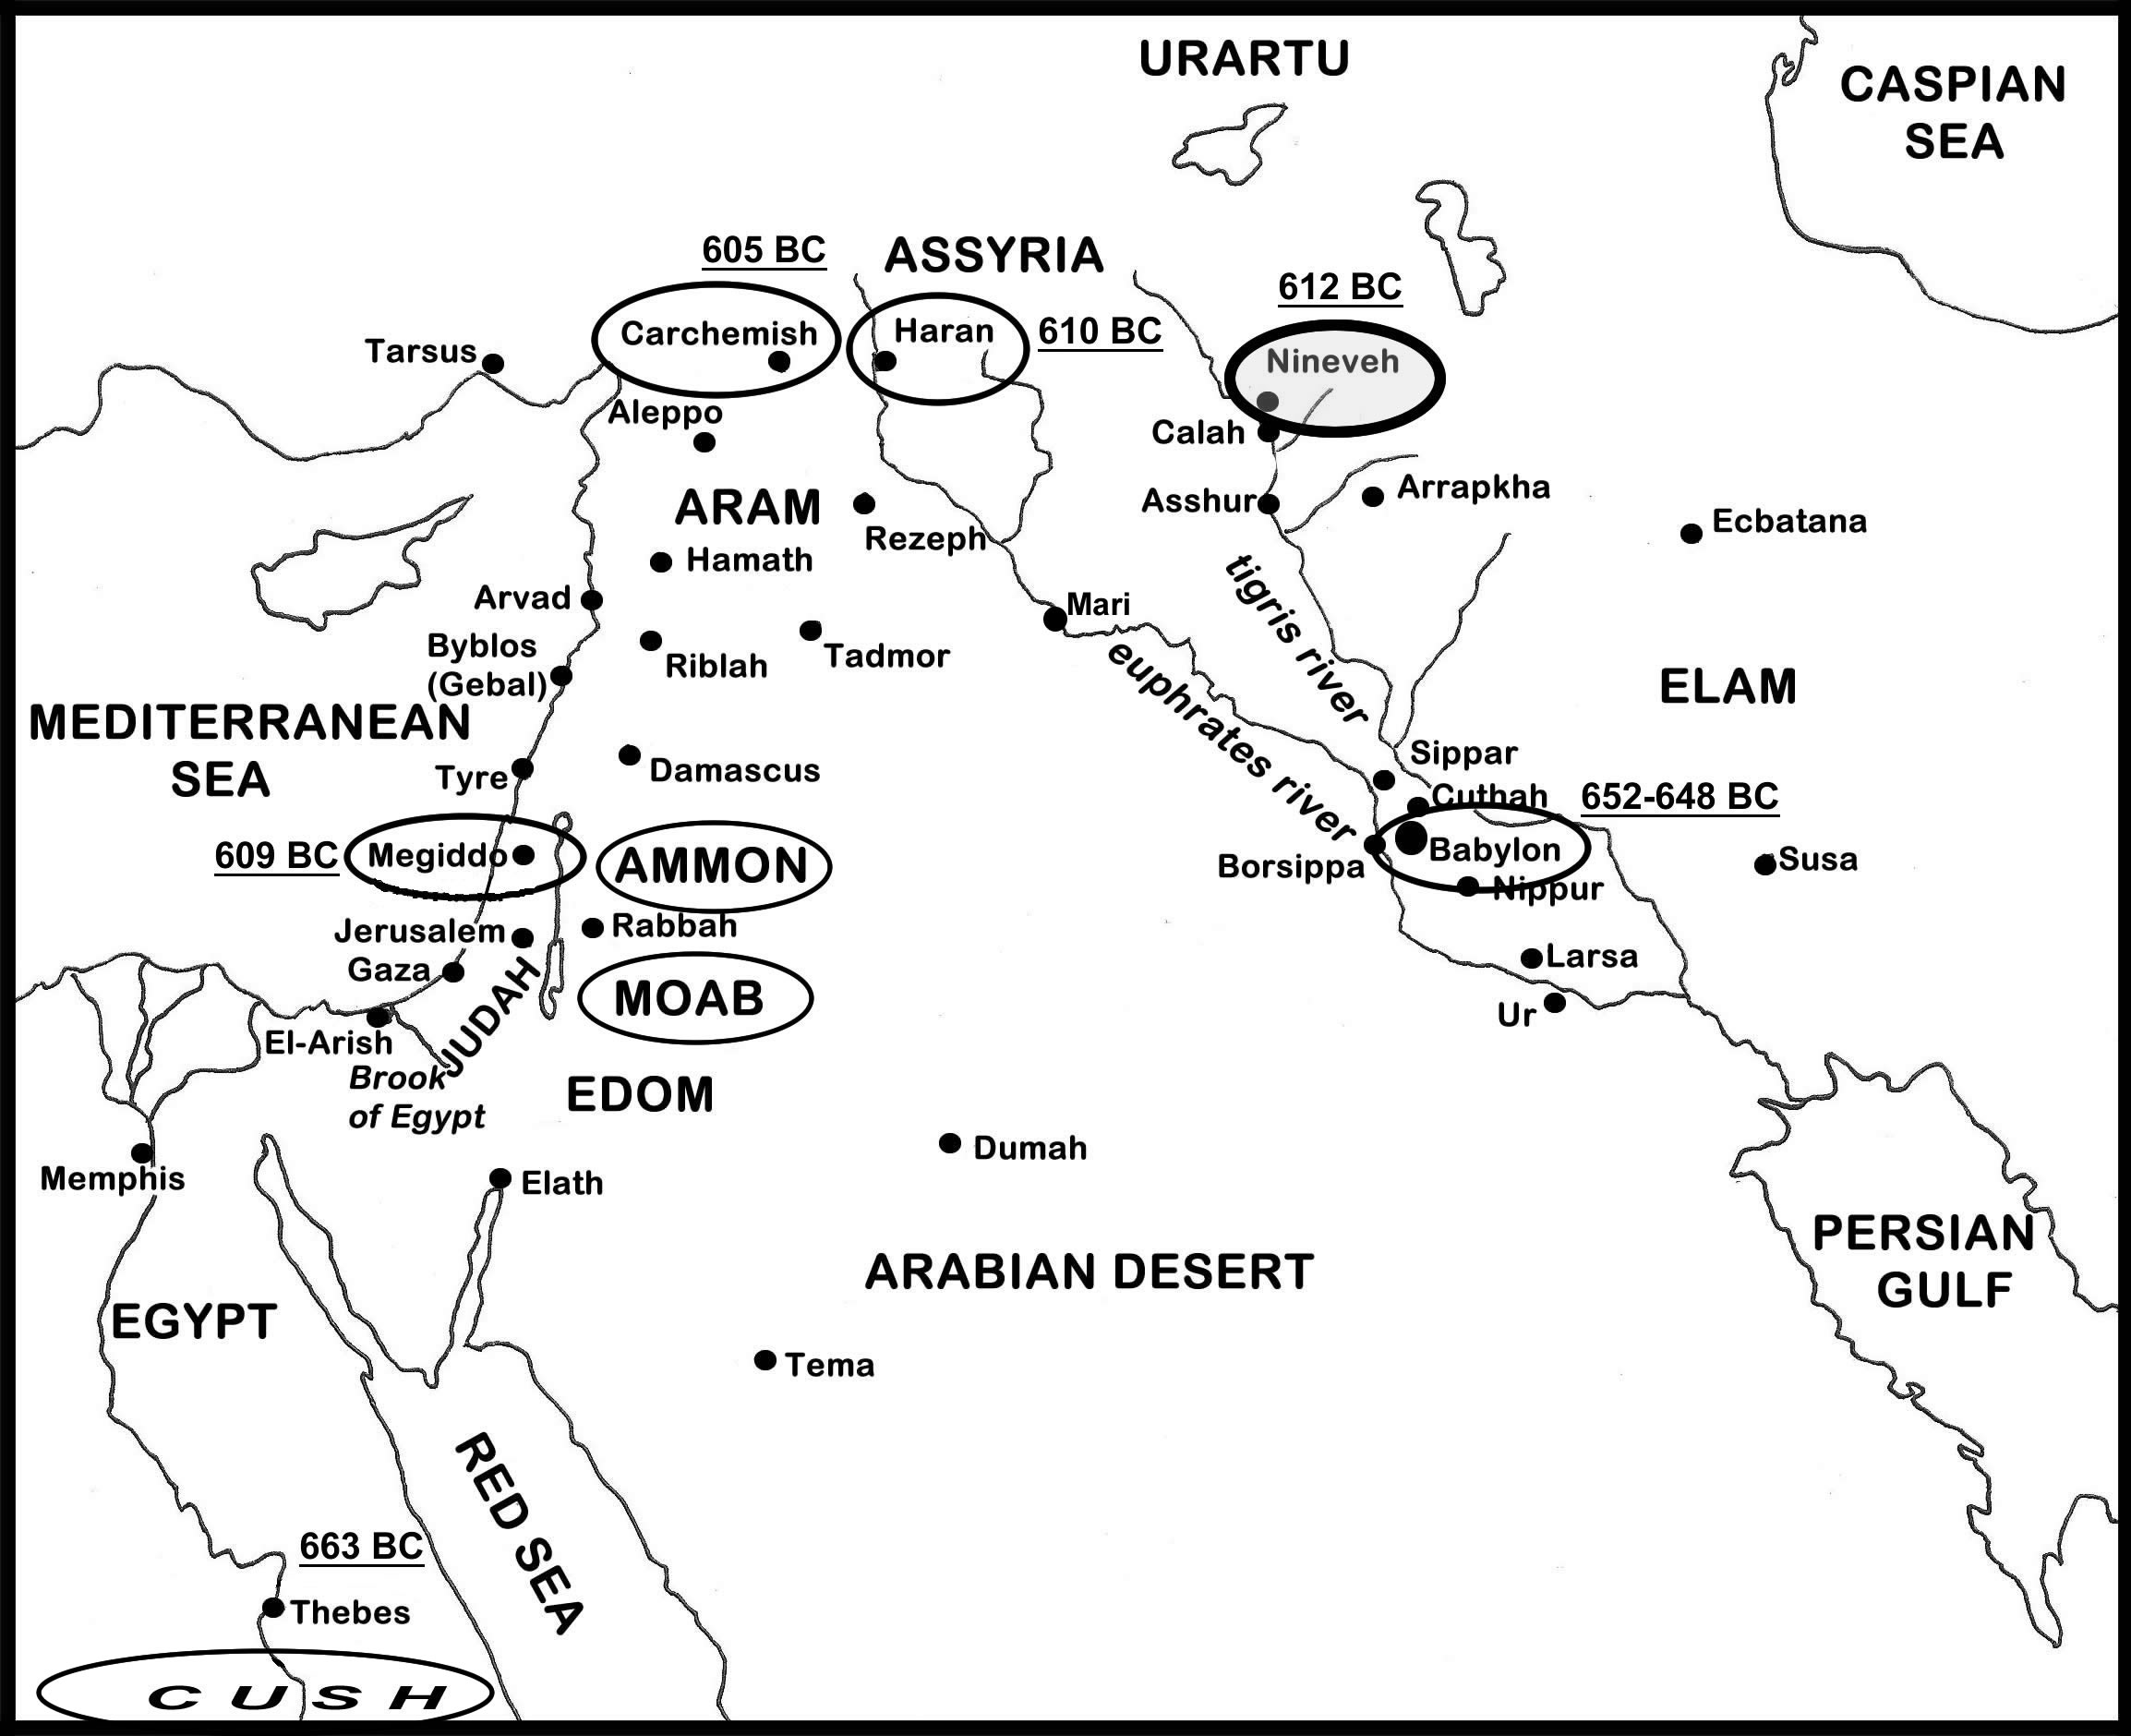 URARTU
CASPIAN
SEA
605 BC
ASSYRIA
612 BC
Carchemish
Haran
610 BC
Tarsus
Nineveh
Aleppo
Calah
ARAM
Asshur
Arrapkha
Rezeph
Ecbatana
Hamath
Arvad
Mari
tigris river
Byblos
(Gebal)
Riblah
Tadmor
euphrates river
ELAM
MEDITERRANEAN
SEA
Tyre
Damascus
Sippar
Cuthah
652-648 BC
609 BC
Megiddo
AMMON
Borsippa
Babylon
Susa
Nippur
Jerusalem
Rabbah
Gaza
JUDAH
MOAB
Larsa
Ur
El-Arish
Brook
of Egypt
EDOM
Dumah
Memphis
Elath
PERSIAN
GULF
ARABIAN DESERT
EGYPT
Tema
RED SEA
663 BC
Thebes
CUSH